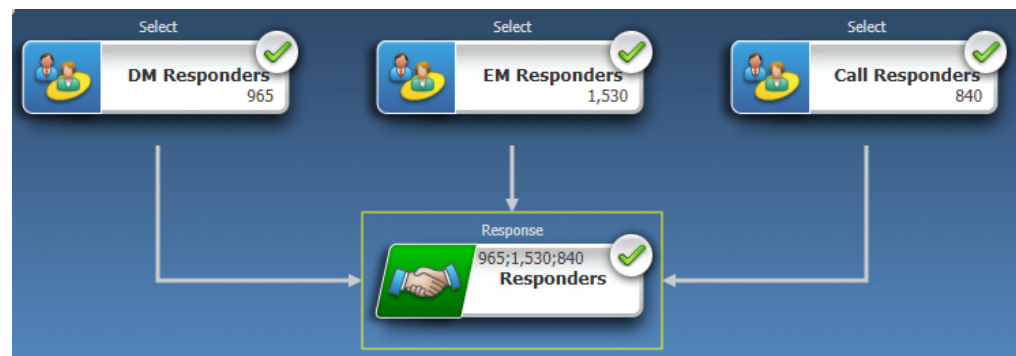 Select
DM Responders
965
Select
EM Responders
1,530
Select
Call Responders
840
Response
965;1,530;840
Responders